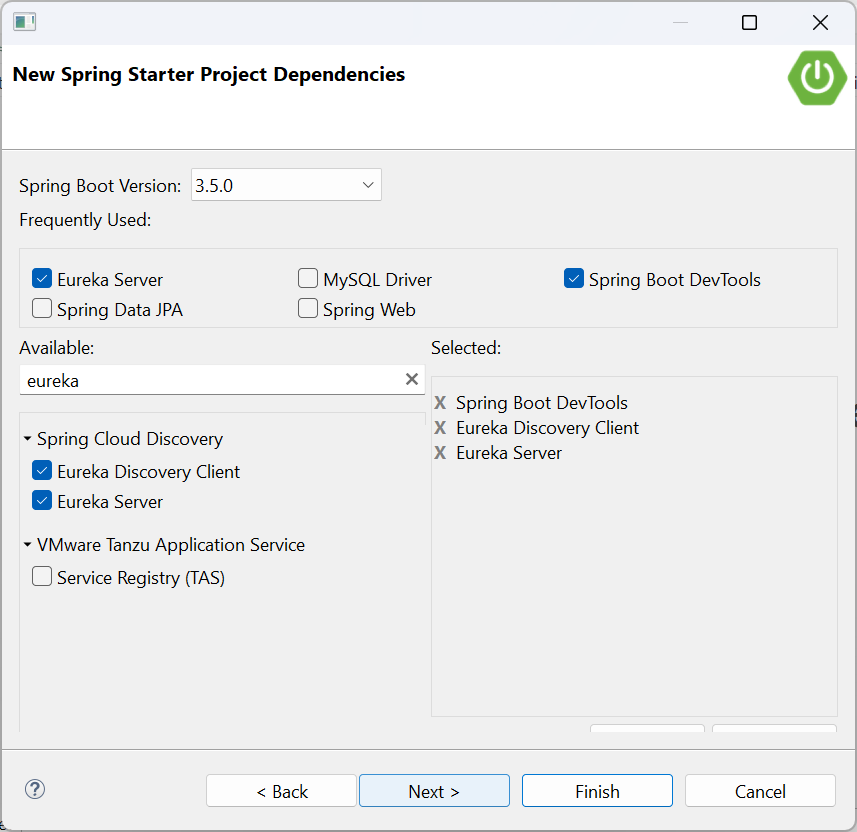 New Spring Starter Project Dependencies
Spring Boot Version: 3.5.0
Frequently Used:
Eureka Server MySQL Driver Spring Boot DevTools
Spring Data JPA Spring Web
Available:
eureka
Spring Cloud Discovery
Eureka Discovery Client
Eureka Server
VMware Tanzu Application Service
Service Registry (TAS)
Selected:
X Spring Boot DevTools
X Eureka Discovery Client
X Eureka Server
? < Back Next > Finish Cancel